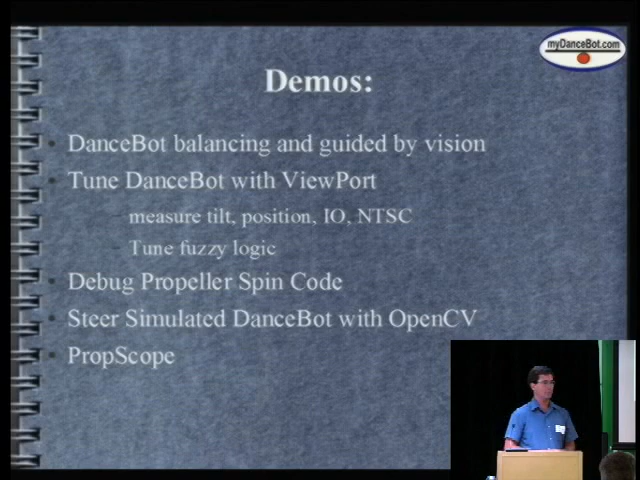 myDanceBot.com
Demos:
DanceBot balancing and guided by vision
Tune DanceBot with ViewPort
measure tilt, position, IO, NTSC
Tune fuzzy logic
Debug Propeller Spin Code
Steer Simulated DanceBot with OpenCV
PropScope